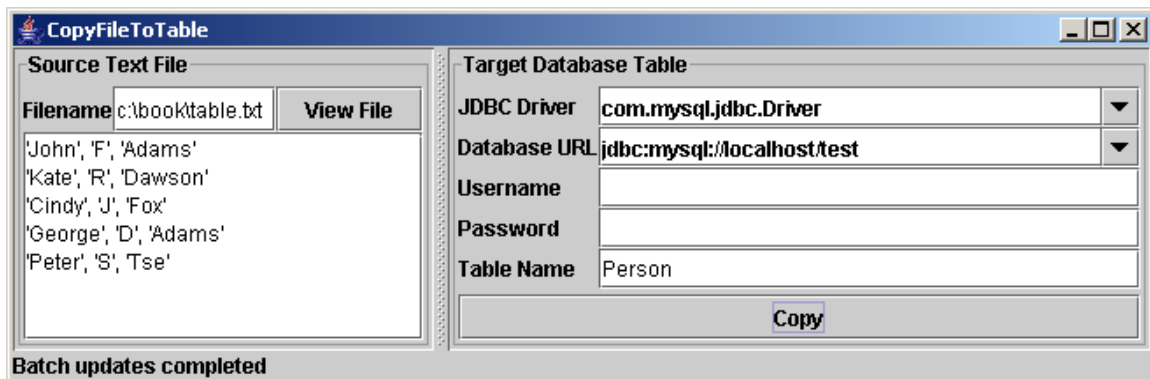 CopyFileToTable
Source Text File
Filename c:\book\table.txt View File
'John', 'F', 'Adams'
'Kate', 'R', 'Dawson'
'Cindy', 'J', 'Fox'
'George', 'D', 'Adams'
'Peter', 'S', 'Tse'
Target Database Table
JDBC Driver com.mysql.jdbc.Driver
Database URL jdbc:mysql://localhost/test
Username
Password
Table Name Person
Copy
Batch updates completed